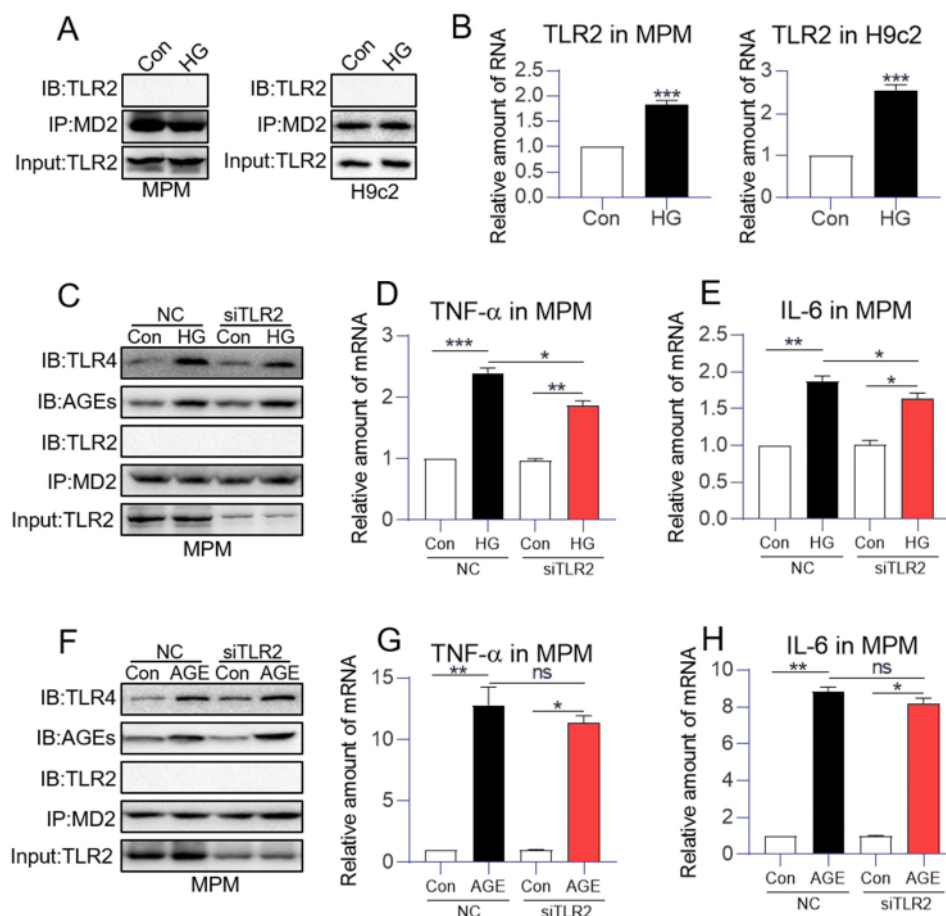 A
Con HG
IB:TLR2
IP:MD2
Input:TLR2
MPM
Con HG
IB:TLR2
IP:MD2
Input:TLR2
H9c2
B
TLR2 in MPM
Relative amount of RNA
2.5
2.0
1.5
1.0
0.5
0.0
***
Con HG
TLR2 in H9c2
Relative amount of RNA
3
2
1
0
***
Con HG
C
NC siTLR2
Con HG Con HG
IB:TLR4
IB:AGEs
IB:TLR2
IP:MD2
Input:TLR2
MPM
D
TNF-α in MPM
Relative amount of mRNA
3
2
1
0
*** * **
Con HG Con HG
NC siTLR2
E
IL-6 in MPM
Relative amount of mRNA
2.0
1.5
1.0
0.5
0.0
** * *
Con HG Con HG
NC siTLR2
F
NC siTLR2
Con AGE Con AGE
IB:TLR4
IB:AGEs
IB:TLR2
IP:MD2
Input:TLR2
MPM
G
TNF-α in MPM
Relative amount of mRNA
15
10
5
0
** ns *
Con AGE Con AGE
NC siTLR2
H
IL-6 in MPM
Relative amount of mRNA
10
8
6
4
2
0
** ns *
Con AGE Con AGE
NC siTLR2